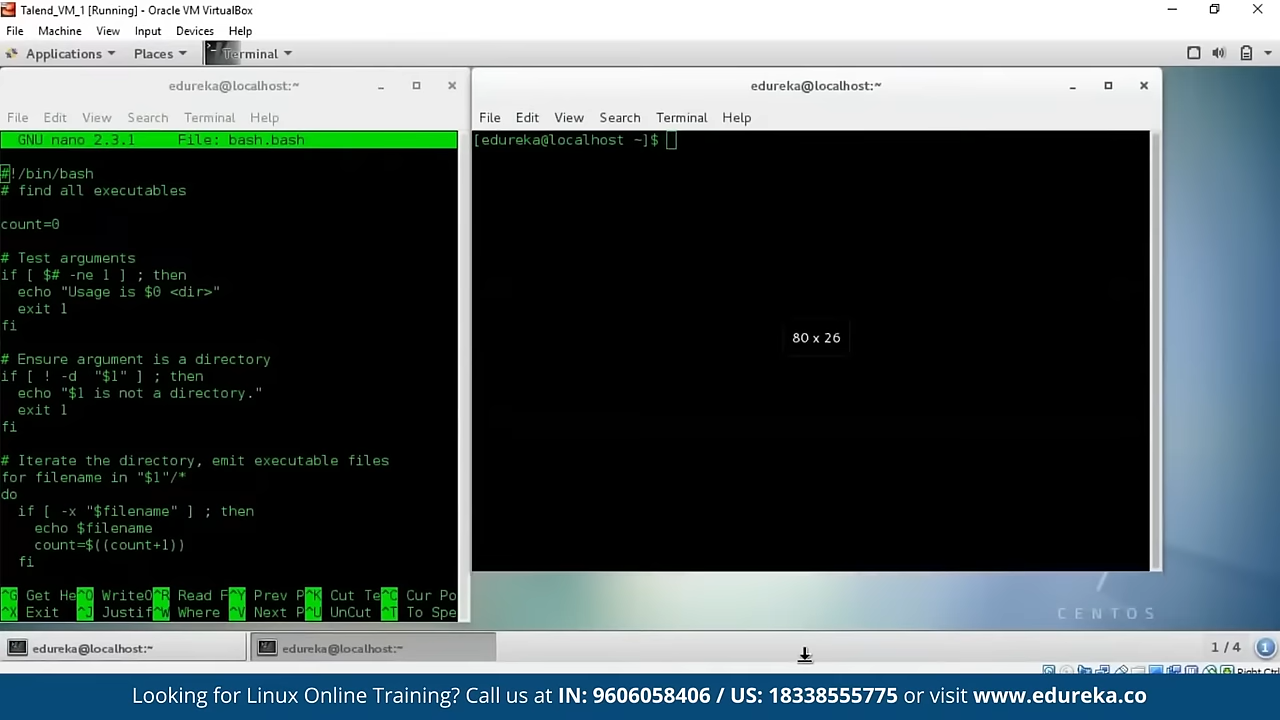 Talend_VM_1 [Running] - Oracle VM VirtualBox
File Machine View Input Devices Help
Applications Places Terminal
edureka@localhost:~
File Edit View Search Terminal Help
GNU nano 2.3.1 File: bash.bash
#!/bin/bash
# find all executables
count=0
# Test arguments
if [ $# -ne 1 ] ; then
echo "Usage is $0 <dir>"
exit 1
fi
# Ensure argument is a directory
if [ ! -d "$1" ] ; then
echo "$1 is not a directory."
exit 1
fi
# Iterate the directory, emit executable files
for filename in "$1"/*
do
if [ -x "$filename" ] ; then
echo $filename
count=$((count+1))
fi
^G Get He^O WriteO^R Read F^Y Prev P^K Cut Te^C Cur Po
^X Exit ^J Justif^W Where ^V Next P^U UnCut ^T To Spe
edureka@localhost:~
File Edit View Search Terminal Help
[edureka@localhost ~]$
80 x 26
CENTOS
edureka@localhost:~ edureka@localhost:~ 1 / 4 1
Right Ctrl
Looking for Linux Online Training? Call us at IN: 9606058406 / US: 18338555775 or visit www.edureka.co